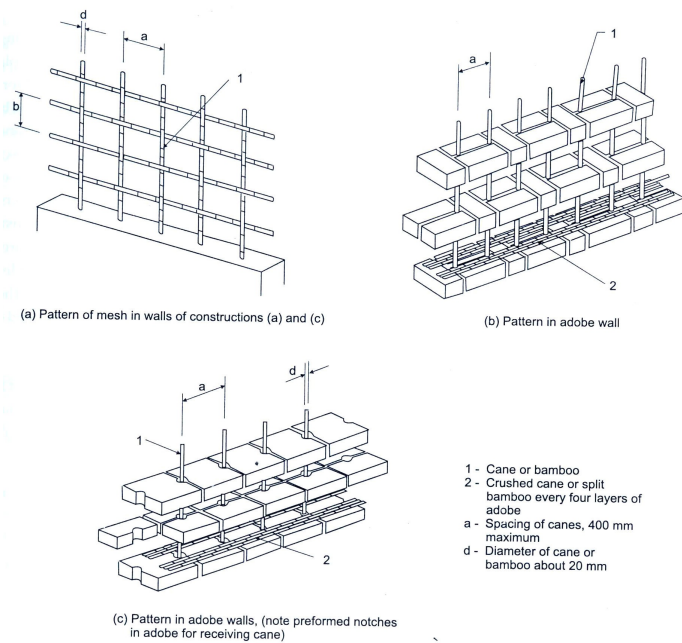 d
a
1
b
(a) Pattern of mesh in walls of constructions (a) and (c)
1
a
2
(b) Pattern in adobe wall
d
a
1
2
(c) Pattern in adobe walls, (note preformed notches
in adobe for receiving cane)
1 - Cane or bamboo
2 - Crushed cane or split
bamboo every four layers of
adobe
a - Spacing of canes, 400 mm
maximum
d - Diameter of cane or
bamboo about 20 mm